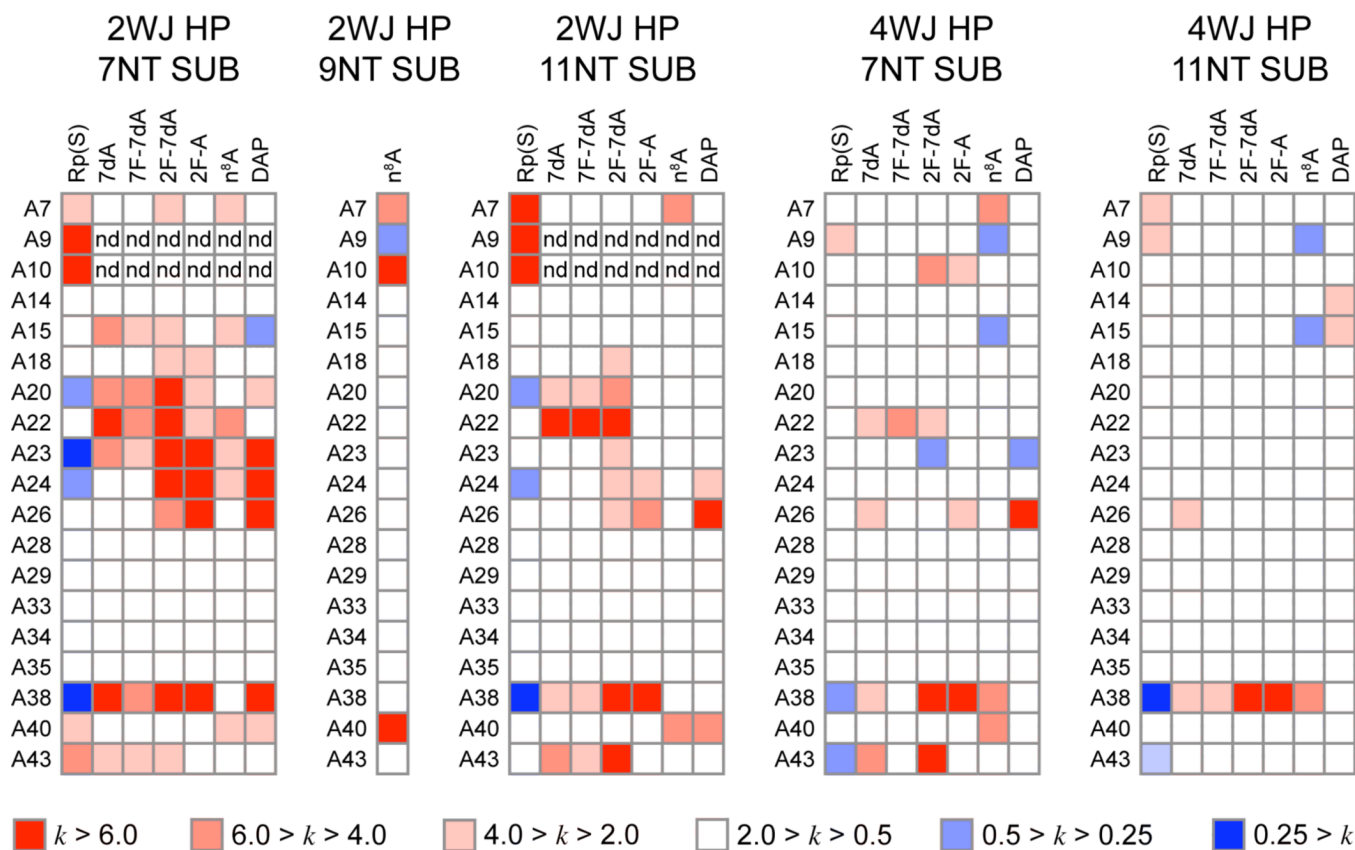 2WJ HP 2WJ HP 2WJ HP 4WJ HP 4WJ HP
7NT SUB 9NT SUB 11NT SUB 7NT SUB 11NT SUB
Rp(S) 7dA 7F-7dA 2F-7dA 2F-A n⁸A DAP n⁸A Rp(S) 7dA 7F-7dA 2F-7dA 2F-A n⁸A DAP Rp(S) 7dA 7F-7dA 2F-7dA 2F-A n⁸A DAP Rp(S) 7dA 7F-7dA 2F-7dA 2F-A n⁸A DAP
A7 A7 A7 A7 A7
A9 nd nd nd nd nd nd A9 A9 nd nd nd nd nd nd A9 A9
A10 nd nd nd nd nd nd A10 A10 nd nd nd nd nd nd A10 A10
A14 A14 A14 A14 A14
A15 A15 A15 A15 A15
A18 A18 A18 A18 A18
A20 A20 A20 A20 A20
A22 A22 A22 A22 A22
A23 A23 A23 A23 A23
A24 A24 A24 A24 A24
A26 A26 A26 A26 A26
A28 A28 A28 A28 A28
A29 A29 A29 A29 A29
A33 A33 A33 A33 A33
A34 A34 A34 A34 A34
A35 A35 A35 A35 A35
A38 A38 A38 A38 A38
A40 A40 A40 A40 A40
A43 A43 A43 A43 A43
k > 6.0 6.0 > k > 4.0 4.0 > k > 2.0 2.0 > k > 0.5 0.5 > k > 0.25 0.25 > k